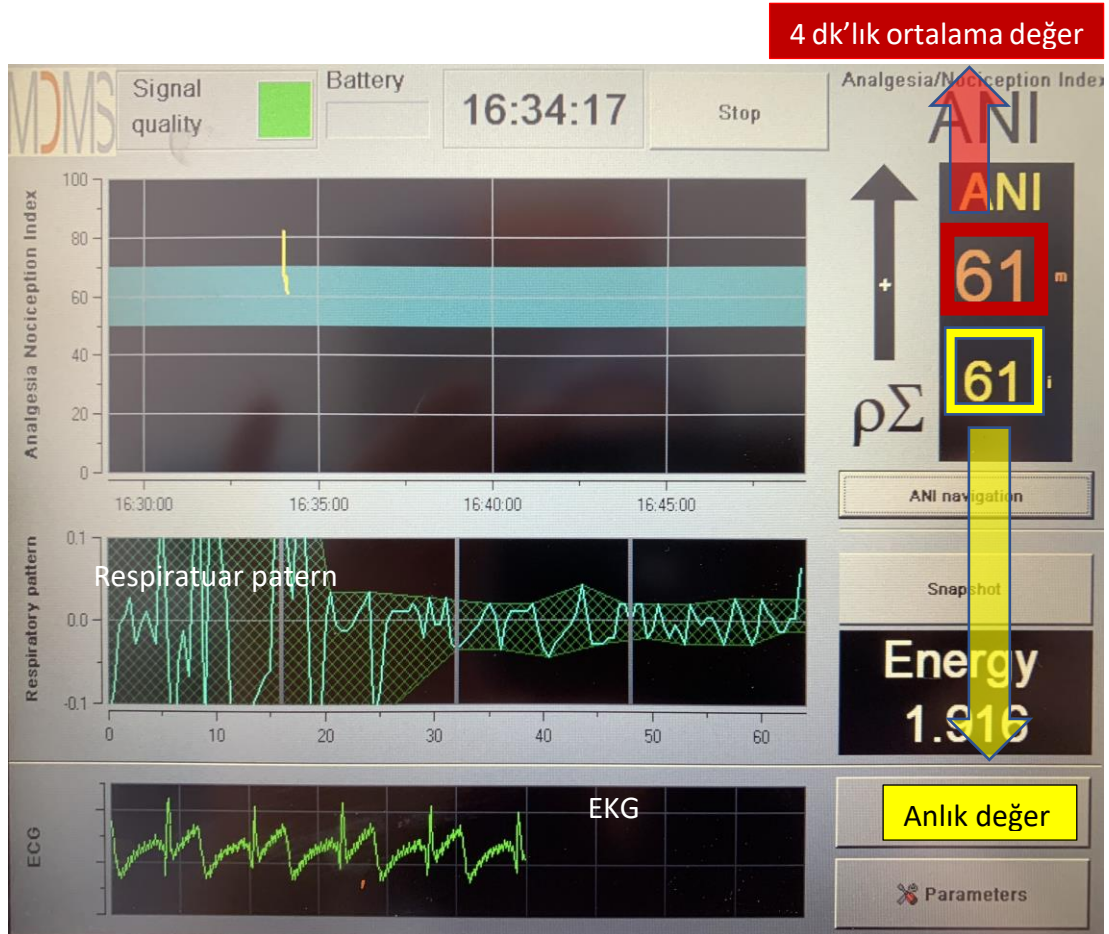 4 dk’lık ortalama değer
MDMS
Signal
quality
Battery
16:34:17
Stop
Analgesia/Nociception Index
ANI
Analgesia Nociception Index
100
80
60
40
20
0
16:30:00
16:35:00
16:40:00
16:45:00
+
ρΣ
ANI
61 m
61 i
ANI navigation
Respiratory pattern
0.1
0.0
-0.1
Respiratuar patern
0
10
20
30
40
50
60
Snapshot
Energy
1.916
ECG
EKG
Anlık değer
Parameters